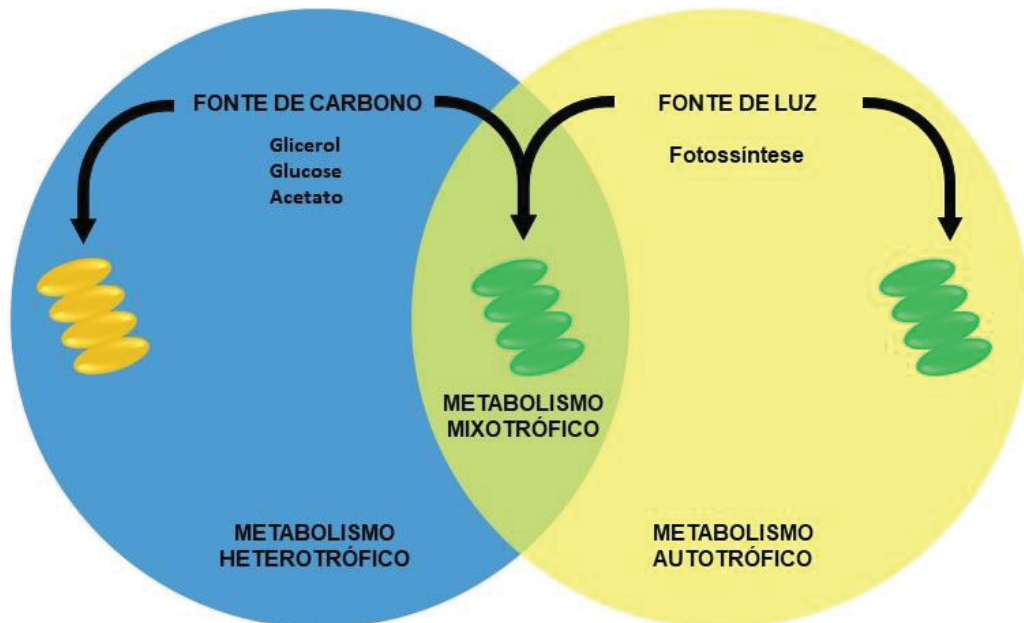 FONTE DE CARBONO
Glicerol
Glucose
Acetato
FONTE DE LUZ
Fotossíntese
METABOLISMO
MIXOTRÓFICO
METABOLISMO
HETEROTRÓFICO
METABOLISMO
AUTOTRÓFICO